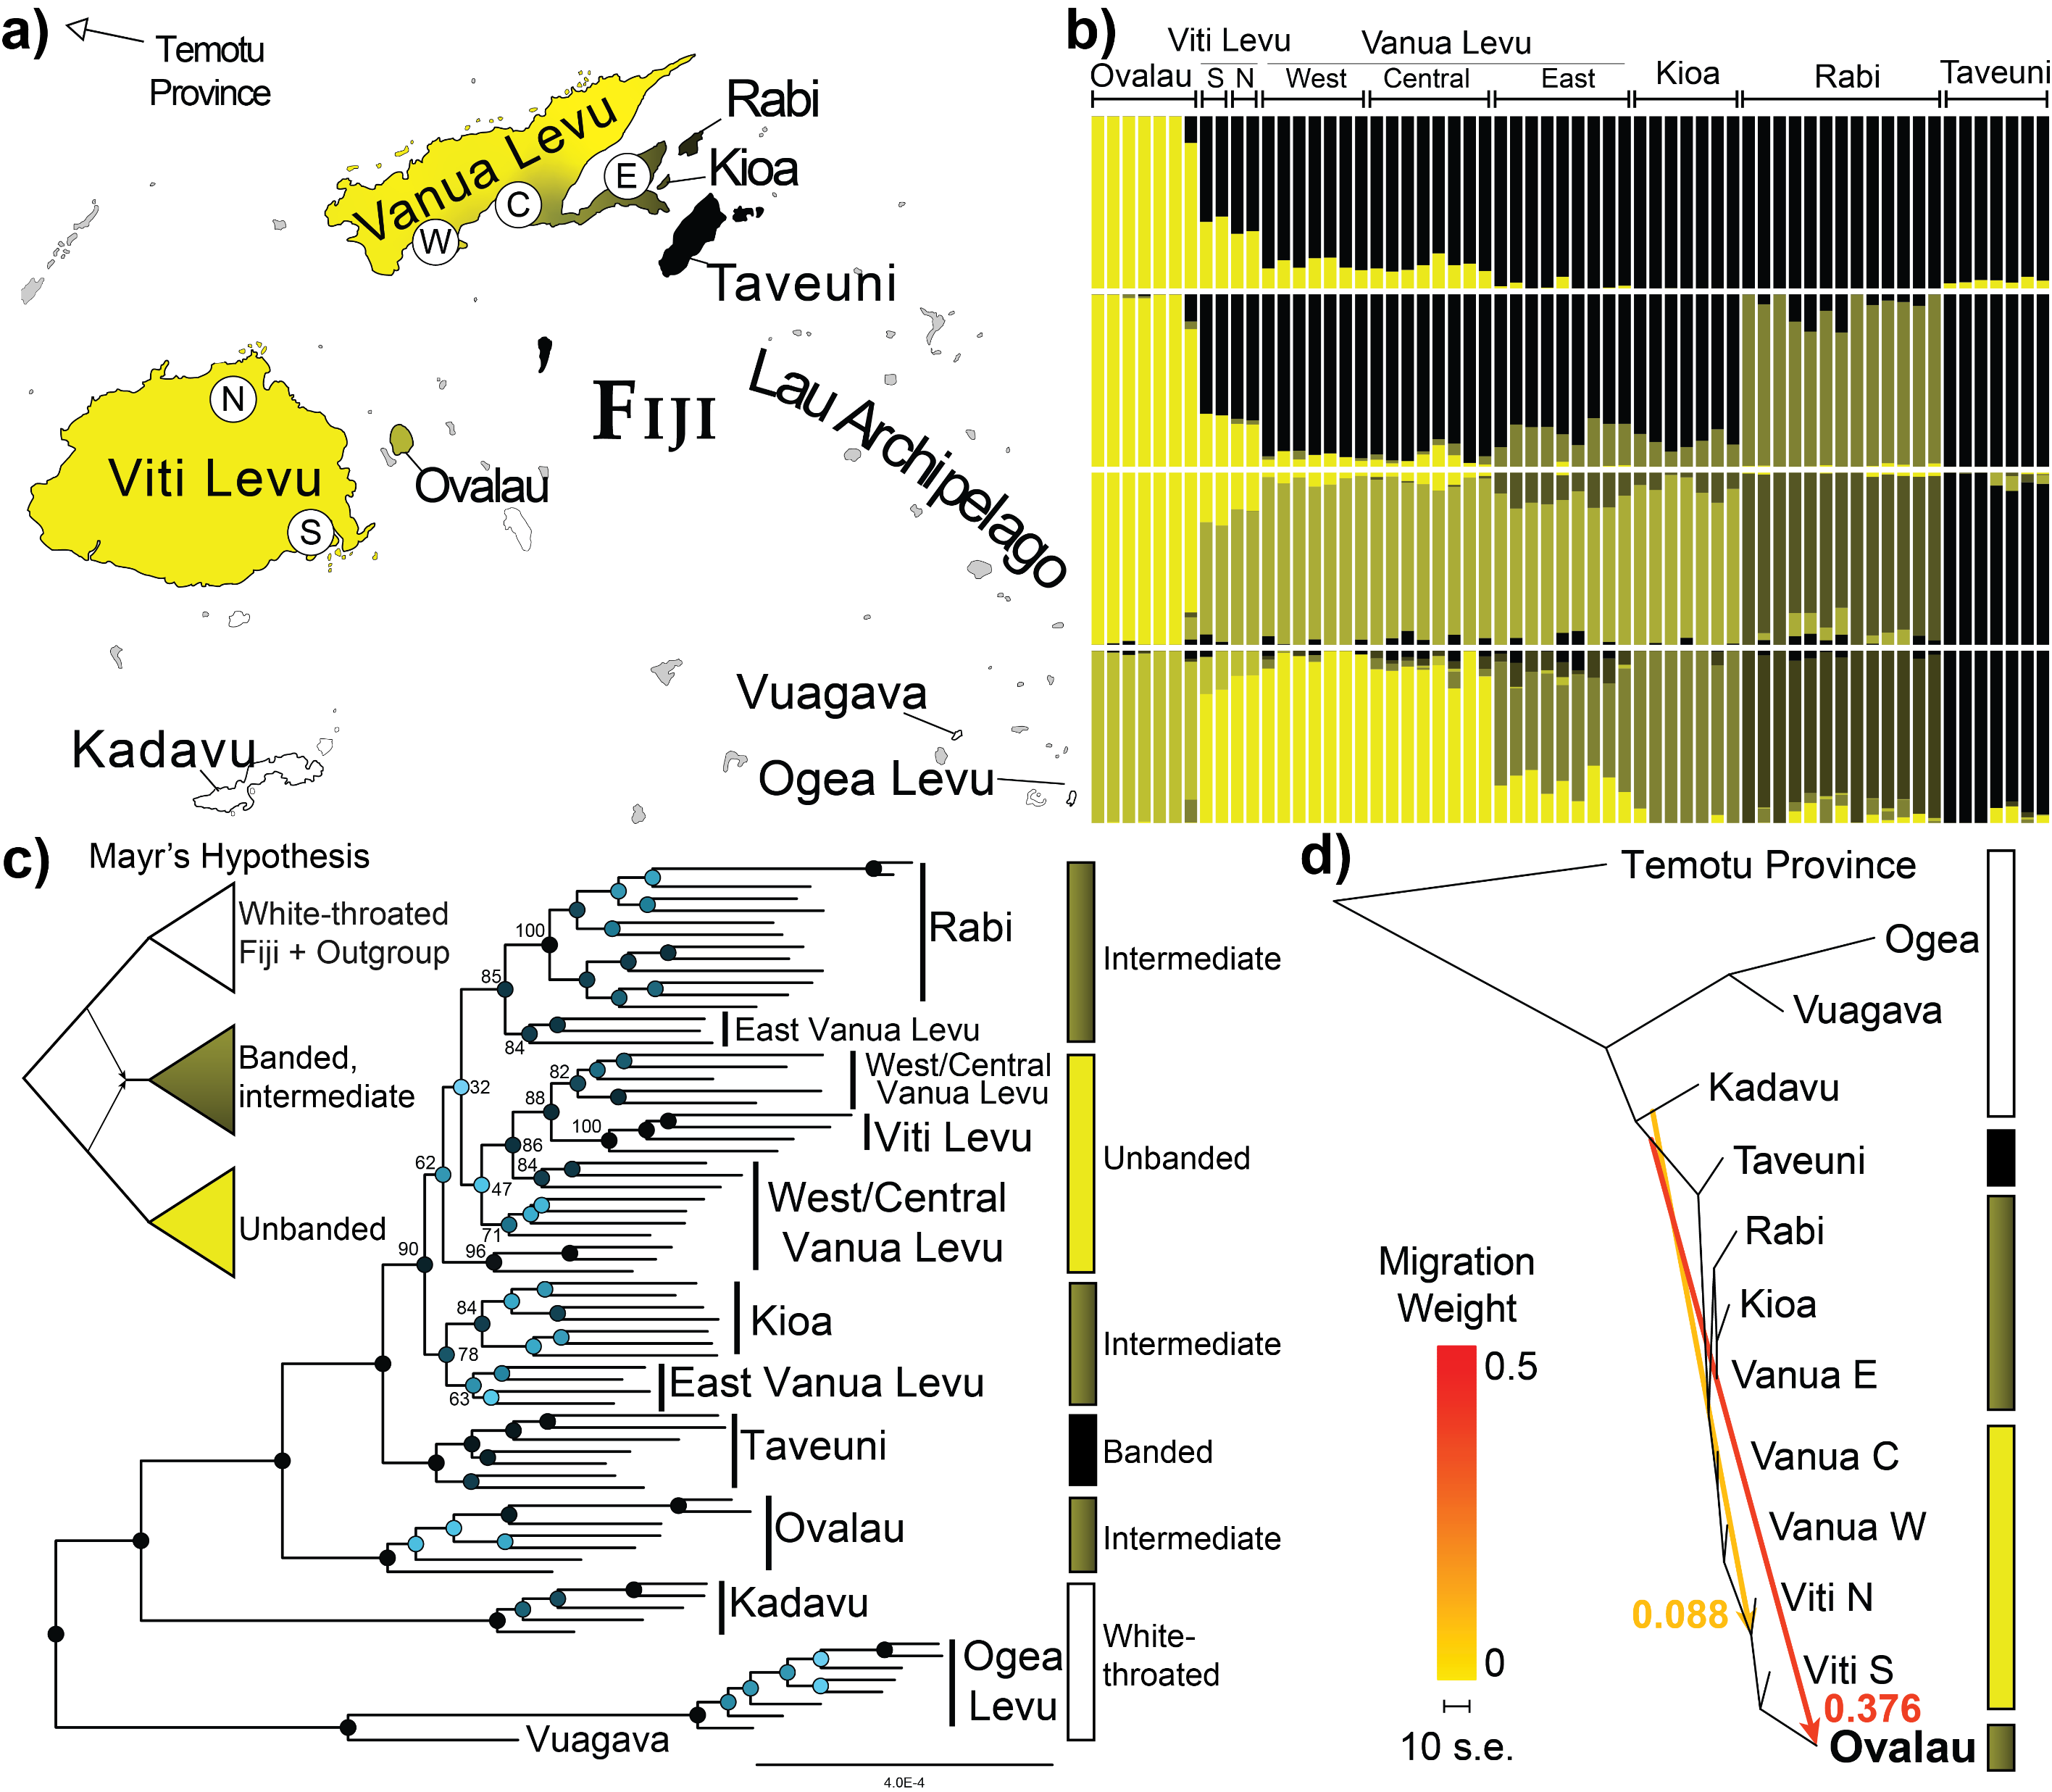 a)
Temotu
Province
Rabi
Kioa
Vanua Levu
E
C
W
Taveuni
N
FIJI
Lau Archipelago
Viti Levu
Ovalau
S
Vuagava
Kadavu
Ogea Levu
b)
Viti Levu
Vanua Levu
Ovalau
S
N
West
Central
East
Kioa
Rabi
Taveuni
c)
Mayr's Hypothesis
White-throated
Fiji + Outgroup
Banded,
intermediate
Unbanded
100
85
84
32
82
88
100
86
84
62
47
71
96
90
84
78
63
Rabi
East Vanua Levu
West/Central
Vanua Levu
Viti Levu
West/Central
Vanua Levu
Kioa
East Vanua Levu
Taveuni
Ovalau
Kadavu
Ogea
Levu
Vuagava
4.0E-4
Intermediate
Unbanded
Intermediate
Banded
Intermediate
White-
throated
d)
Temotu Province
Ogea
Vuagava
Kadavu
Taveuni
Rabi
Kioa
Vanua E
Vanua C
Vanua W
Viti N
Viti S
Ovalau
0.088
0.376
Migration
Weight
0.5
0
10 s.e.